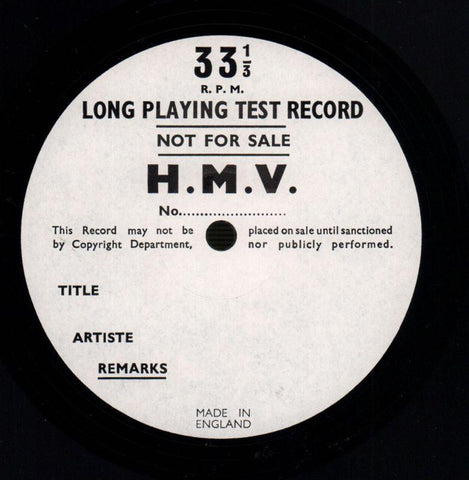 33 1/3
R. P. M.
LONG PLAYING TEST RECORD
NOT FOR SALE
H.M.V.
No..........................
This Record may not be placed on sale until sanctioned
by Copyright Department, nor publicly performed.
TITLE
ARTISTE
REMARKS
MADE IN
ENGLAND